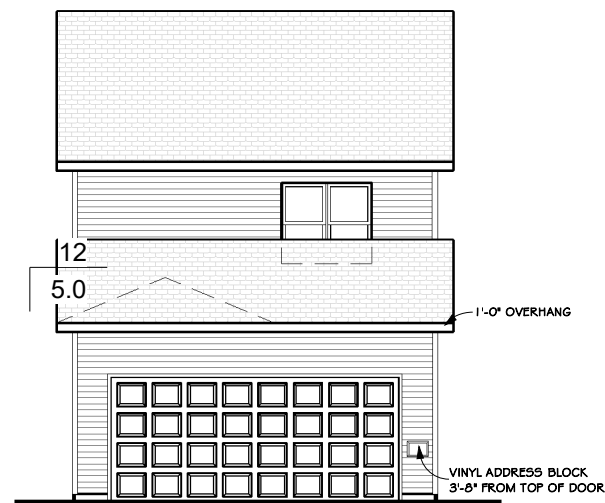 12
5.0
1'-0" OVERHANG
VINYL ADDRESS BLOCK
3'-8" FROM TOP OF DOOR